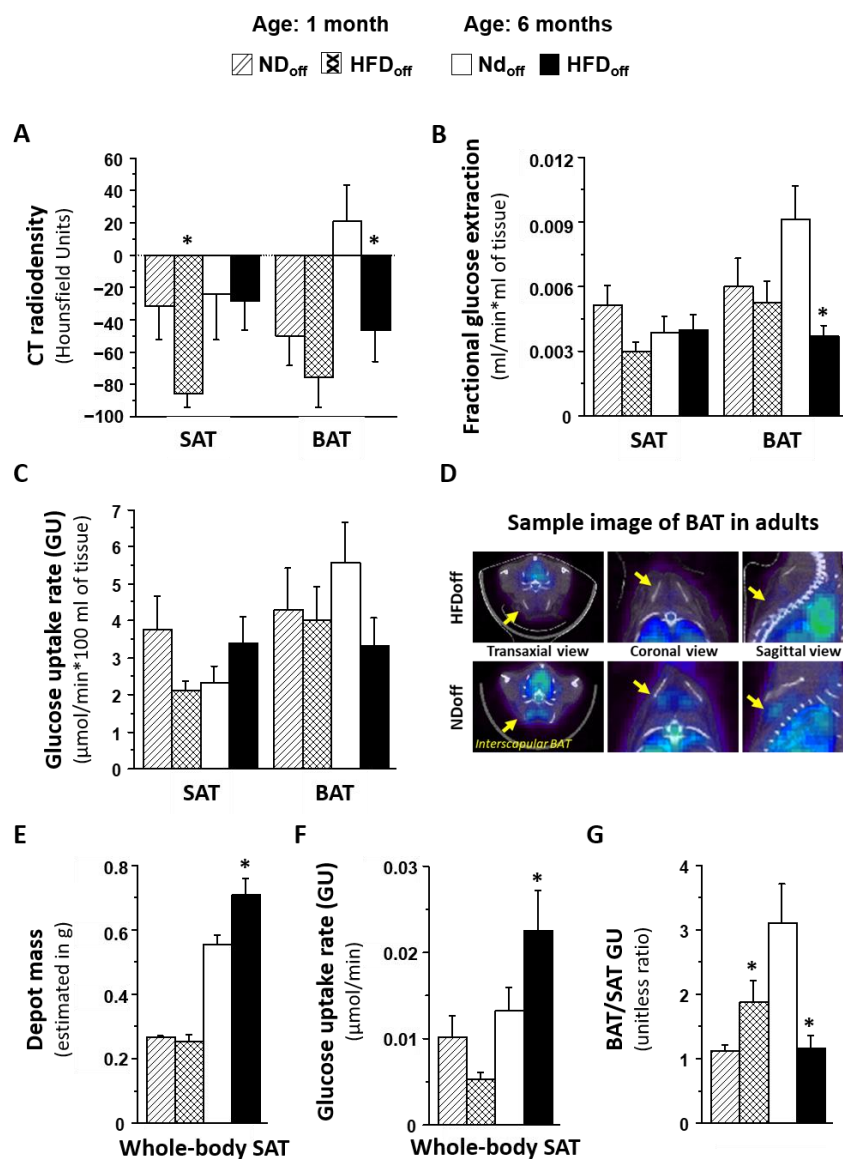 Age: 1 month Age: 6 months
NDoff HFDoff Ndoff HFDoff
A
CT radiodensity
(Hounsfield Units)
60
40
20
0
−20
−40
−60
−80
−100
*
*
SAT BAT
B
Fractional glucose extraction
(ml/min*ml of tissue)
0.012
0.009
0.006
0.003
0
*
SAT BAT
C
Glucose uptake rate (GU)
(µmol/min*100 ml of tissue)
7
6
5
4
3
2
1
0
SAT BAT
D
Sample image of BAT in adults
HFDoff
Transaxial view Coronal view Sagittal view
NDoff
Interscapular BAT
E
Depot mass
(estimated in g)
0.8
0.6
0.4
0.2
0
*
Whole-body SAT
F
Glucose uptake rate (GU)
(µmol/min)
0.03
0.02
0.01
0
*
Whole-body SAT
G
BAT/SAT GU
(unitless ratio)
4
3
2
1
0
*
*